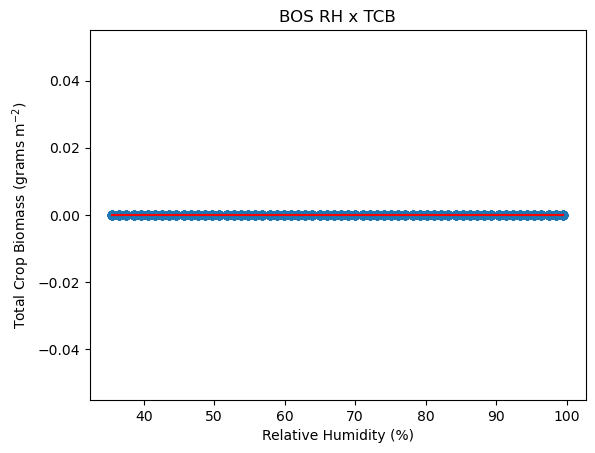 BOS RH x TCB
Total Crop Biomass (grams m⁻²)
0.04
0.02
0.00
−0.02
−0.04
40 50 60 70 80 90 100
Relative Humidity (%)